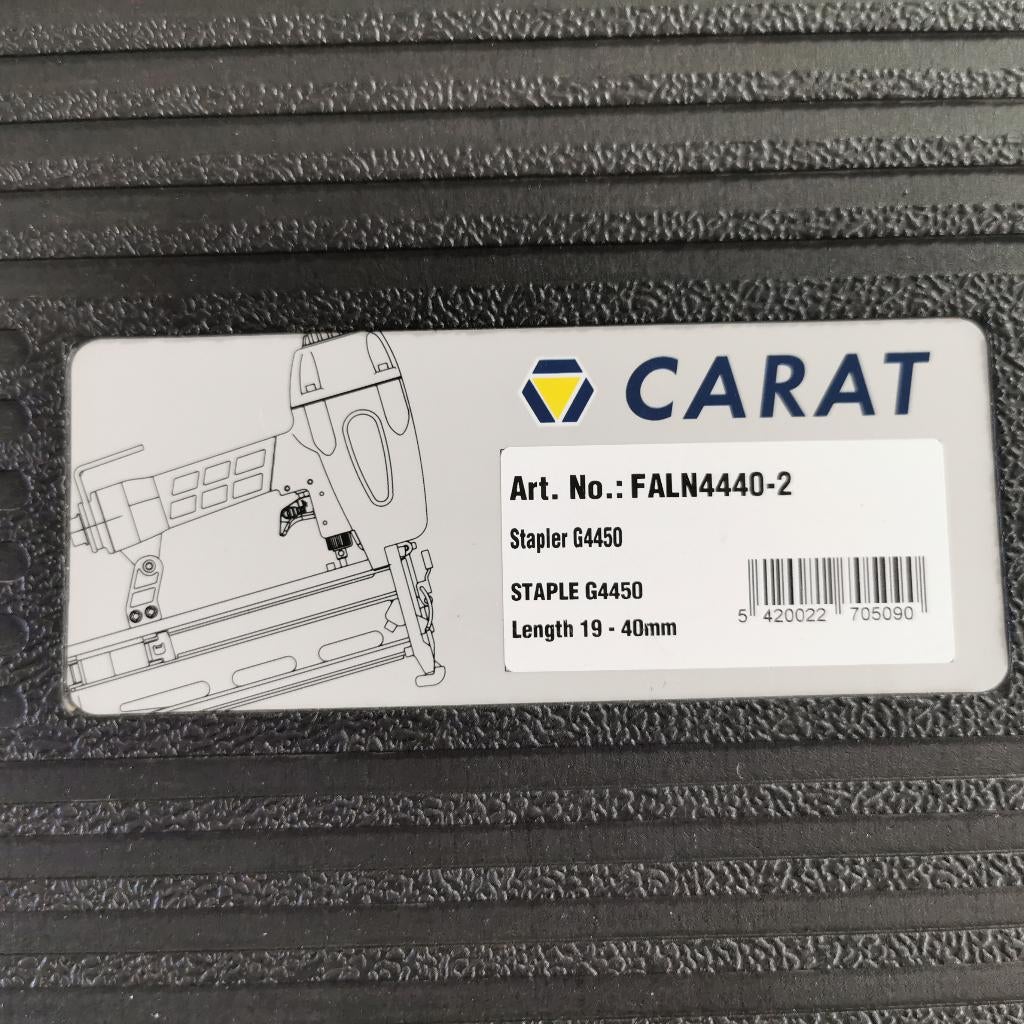 CARAT
Art. No.: FALN4440-2
Stapler G4450
STAPLE G4450
Length 19 - 40mm
5 420022 705090